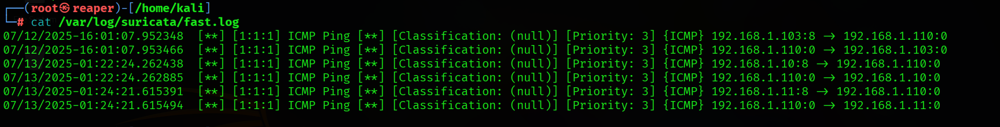 ┌──(root㉿reaper)-[/home/kali]
└─# cat /var/log/suricata/fast.log
07/12/2025-16:01:07.952348  [**] [1:1:1] ICMP Ping [**] [Classification: (null)] [Priority: 3] {ICMP} 192.168.1.103:8 -> 192.168.1.110:0
07/12/2025-16:01:07.953466  [**] [1:1:1] ICMP Ping [**] [Classification: (null)] [Priority: 3] {ICMP} 192.168.1.110:0 -> 192.168.1.103:0
07/13/2025-01:22:24.262438  [**] [1:1:1] ICMP Ping [**] [Classification: (null)] [Priority: 3] {ICMP} 192.168.1.10:8 -> 192.168.1.110:0
07/13/2025-01:22:24.262885  [**] [1:1:1] ICMP Ping [**] [Classification: (null)] [Priority: 3] {ICMP} 192.168.1.110:0 -> 192.168.1.10:0
07/13/2025-01:24:21.615391  [**] [1:1:1] ICMP Ping [**] [Classification: (null)] [Priority: 3] {ICMP} 192.168.1.11:8 -> 192.168.1.110:0
07/13/2025-01:24:21.615494  [**] [1:1:1] ICMP Ping [**] [Classification: (null)] [Priority: 3] {ICMP} 192.168.1.110:0 -> 192.168.1.11:0